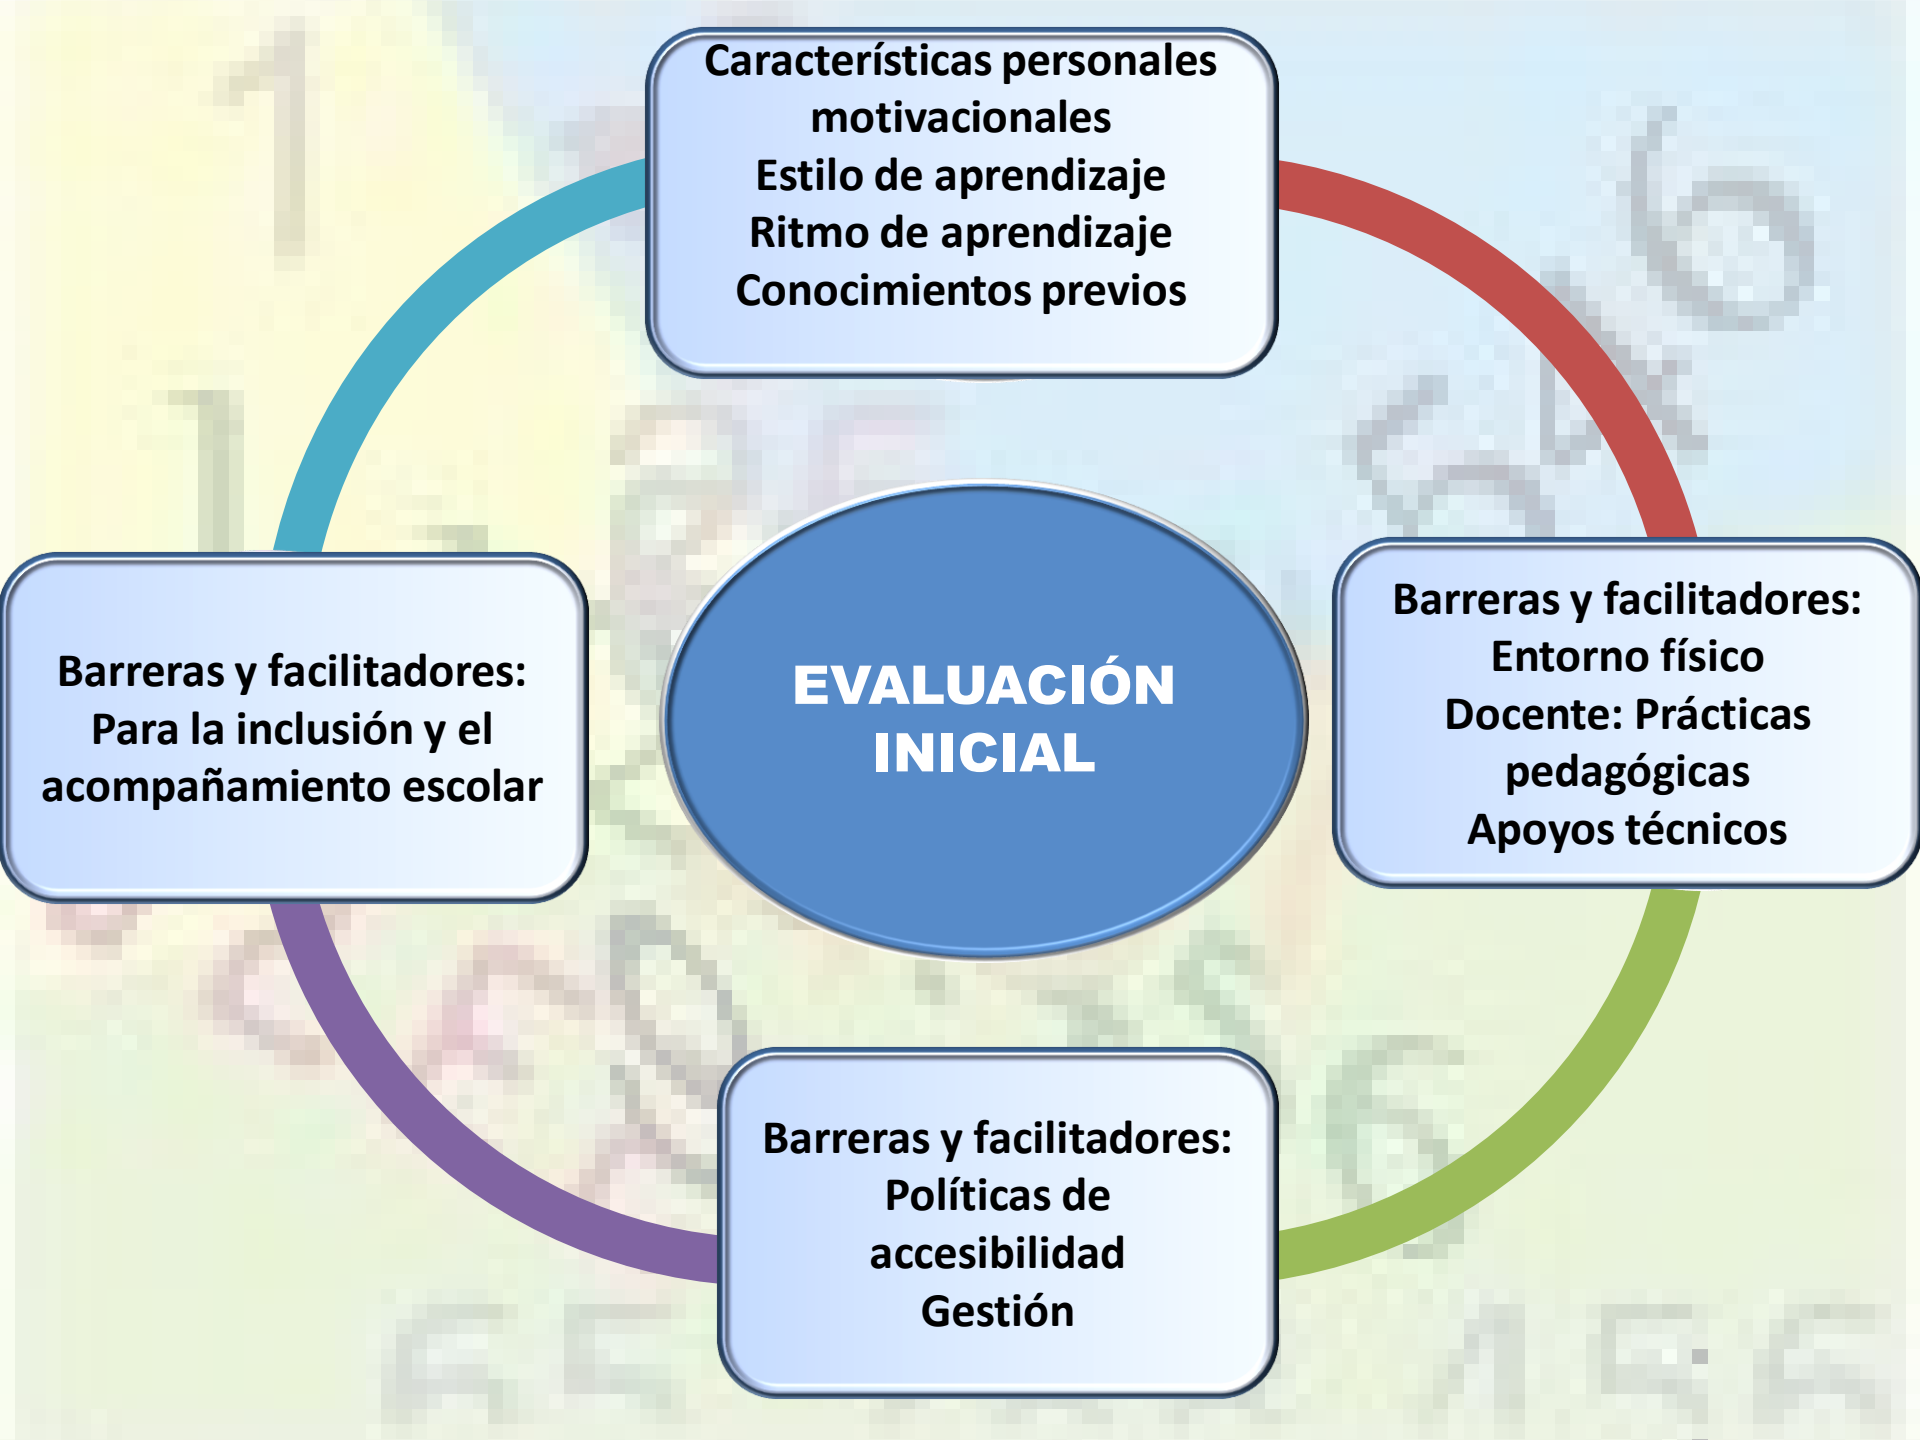 Características personales
motivacionales
Estilo de aprendizaje
Ritmo de aprendizaje
Conocimientos previos
Barreras y facilitadores:
Para la inclusión y el
acompañamiento escolar
EVALUACIÓN
INICIAL
Barreras y facilitadores:
Entorno físico
Docente: Prácticas
pedagógicas
Apoyos técnicos
Barreras y facilitadores:
Políticas de
accesibilidad
Gestión